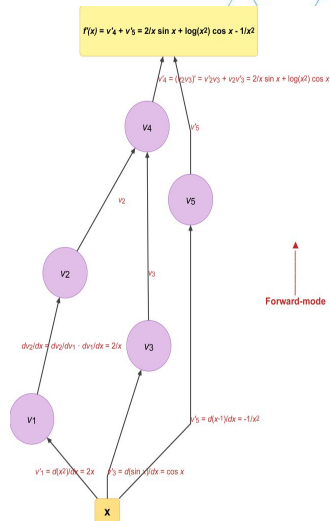 f'(x) = v'4 + v'5 = 2/x sin x + log(x²) cos x - 1/x²
v'4 = (v2v3)' = v'2v3 + v2v'3 = 2/x sin x + log(x²) cos x
v4
v'5
v5
v2
v2
v3
Forward-mode
dv2/dx = dv2/dv1 · dv1/dx = 2/x
v3
v1
v'5 = d(x-1)/dx = -1/x²
v'1 = d(x²)/dx = 2x
v'3 = d(sin x)/dx = cos x
x